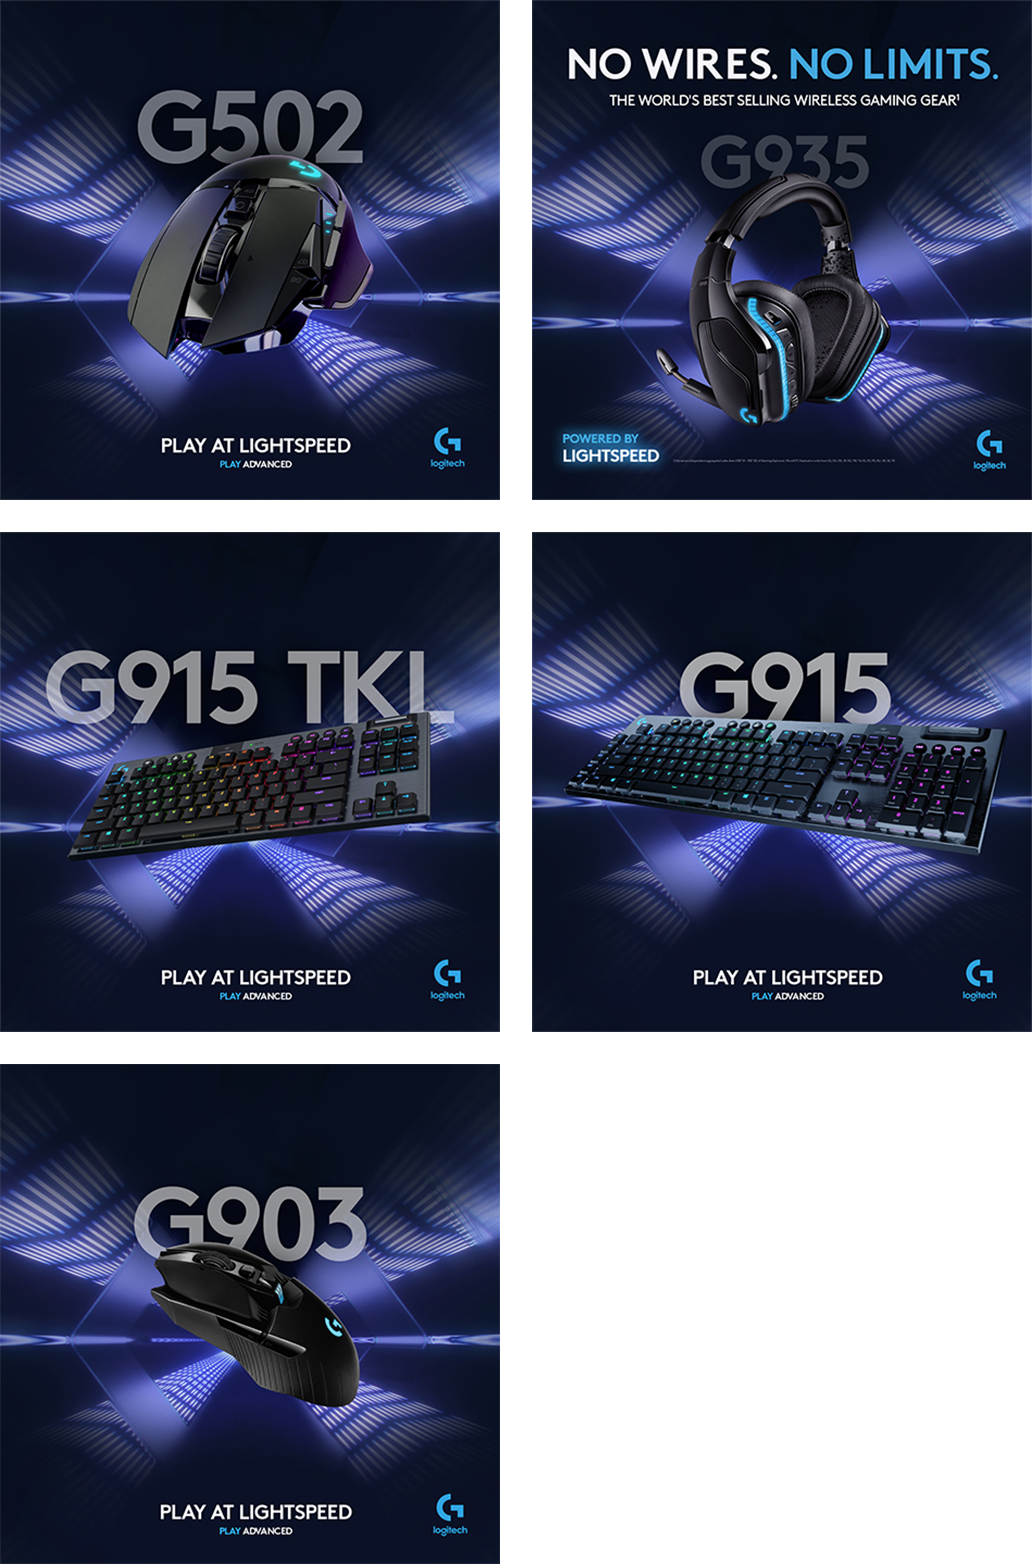 G502
PLAY AT LIGHTSPEED
PLAY ADVANCED
logitech
NO WIRES. NO LIMITS.
THE WORLD'S BEST SELLING WIRELESS GAMING GEAR¹
G935
POWERED BY
LIGHTSPEED
logitech
G915 TKL
PLAY AT LIGHTSPEED
PLAY ADVANCED
logitech
G915
PLAY AT LIGHTSPEED
PLAY ADVANCED
logitech
G903
PLAY AT LIGHTSPEED
PLAY ADVANCED
logitech